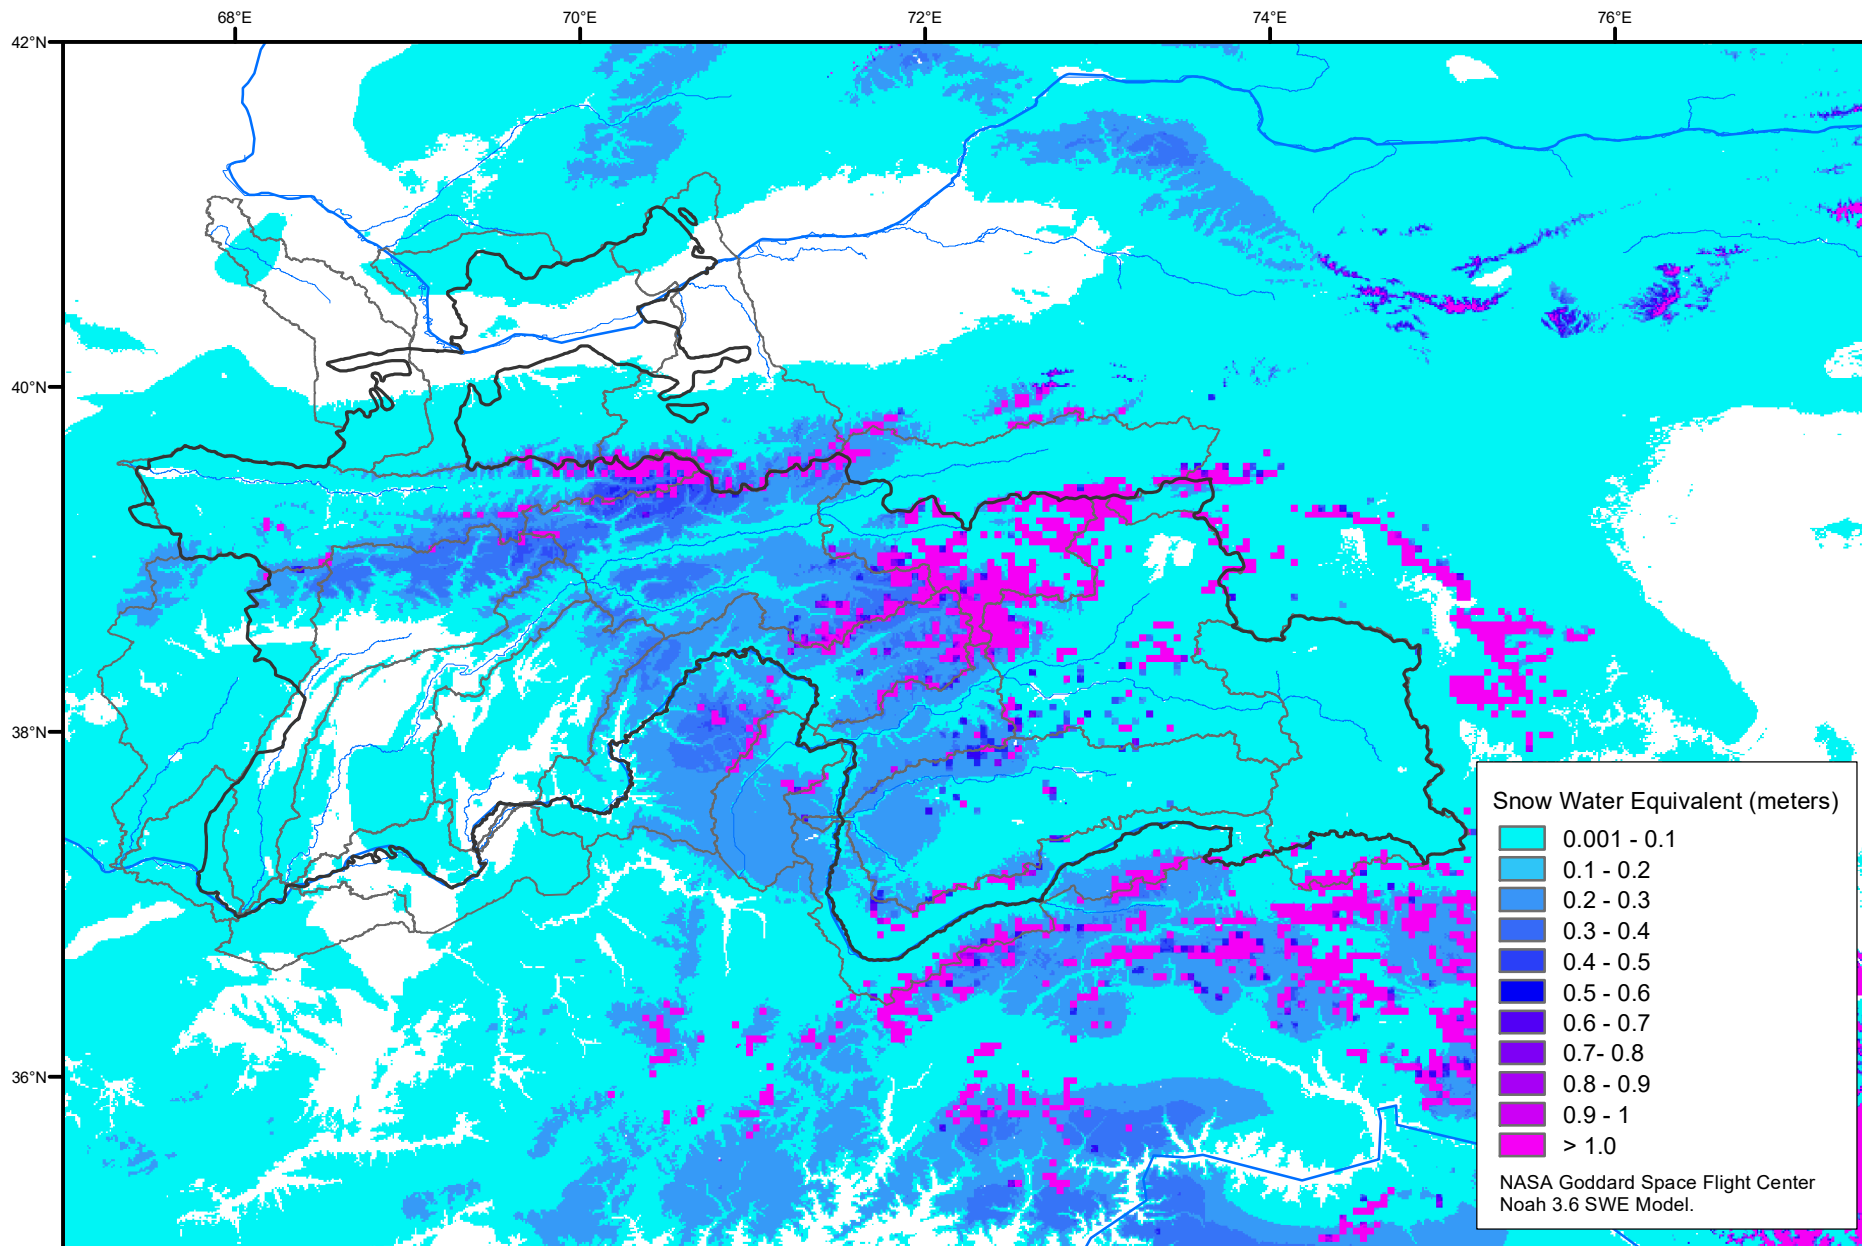 68°E
70°E
72°E
74°E
76°E
42°N
40°N
38°N
36°N
Snow Water Equivalent (meters)
0.001 - 0.1
0.1 - 0.2
0.2 - 0.3
0.3 - 0.4
0.4 - 0.5
0.5 - 0.6
0.6 - 0.7
0.7- 0.8
0.8 - 0.9
0.9 - 1
> 1.0
NASA Goddard Space Flight Center
Noah 3.6 SWE Model.